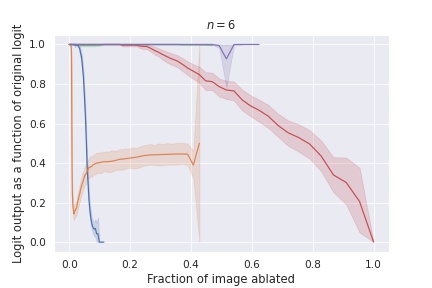 n = 6
Logit output as a function of original logit
1.0
0.8
0.6
0.4
0.2
0.0
0.0 0.2 0.4 0.6 0.8 1.0
Fraction of image ablated